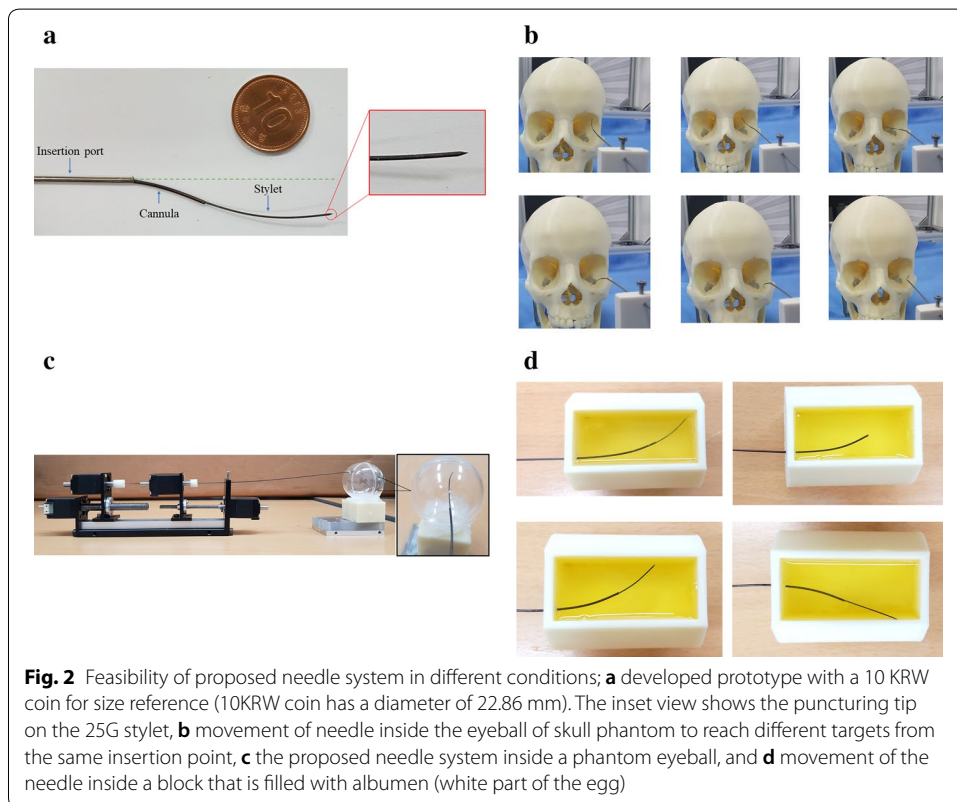 a
b
10
Insertion port
Cannula
Stylet
c
d
Fig. 2 Feasibility of proposed needle system in different conditions; a developed prototype with a 10 KRW
coin for size reference (10KRW coin has a diameter of 22.86 mm). The inset view shows the puncturing tip
on the 25G stylet, b movement of needle inside the eyeball of skull phantom to reach different targets from
the same insertion point, c the proposed needle system inside a phantom eyeball, and d movement of the
needle inside a block that is filled with albumen (white part of the egg)